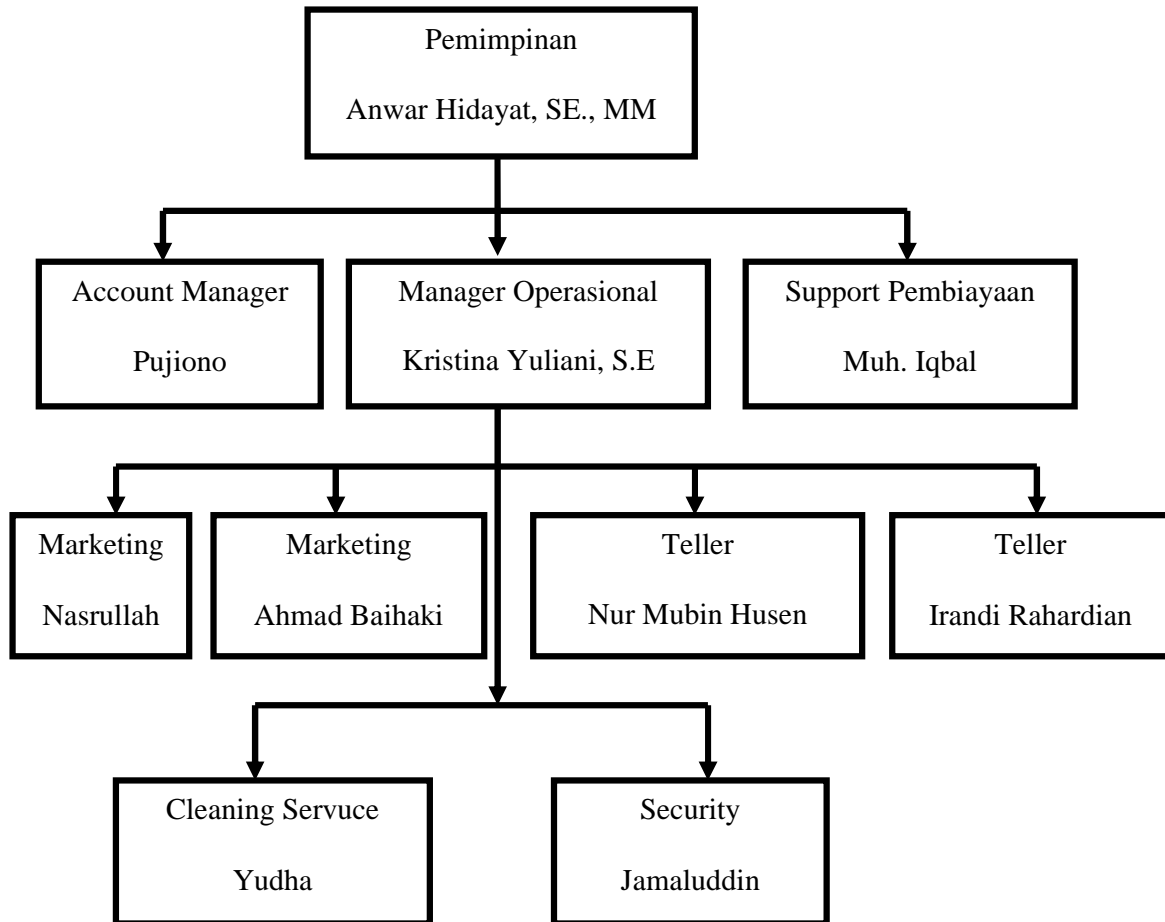 Pemimpinan
Anwar Hidayat, SE., MM
Account Manager
Pujiono
Manager Operasional
Kristina Yuliani, S.E
Support Pembiayaan
Muh. Iqbal
Marketing
Nasrullah
Marketing
Ahmad Baihaki
Teller
Nur Mubin Husen
Teller
Irandi Rahardian
Cleaning Servuce
Yudha
Security
Jamaluddin